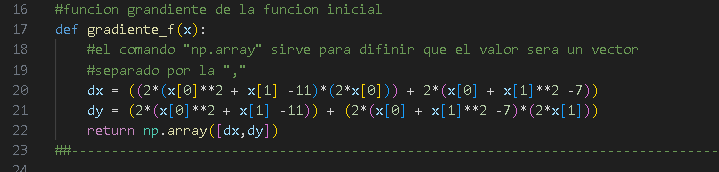 16 #funcion grandiente de la funcion inicial
17 def gradiente_f(x):
18 #el comando "np.array" sirve para difinir que el valor sera un vector
19 #separado por la ","
20 dx = ((2*(x[0]**2 + x[1] -11)*(2*x[0])) + 2*(x[0] + x[1]**2 -7))
21 dy = (2*(x[0]**2 + x[1] -11)) + (2*(x[0] + x[1]**2 -7)*(2*x[1]))
22 return np.array([dx,dy])
23 ##--------------------------------------------------------------------------------
24